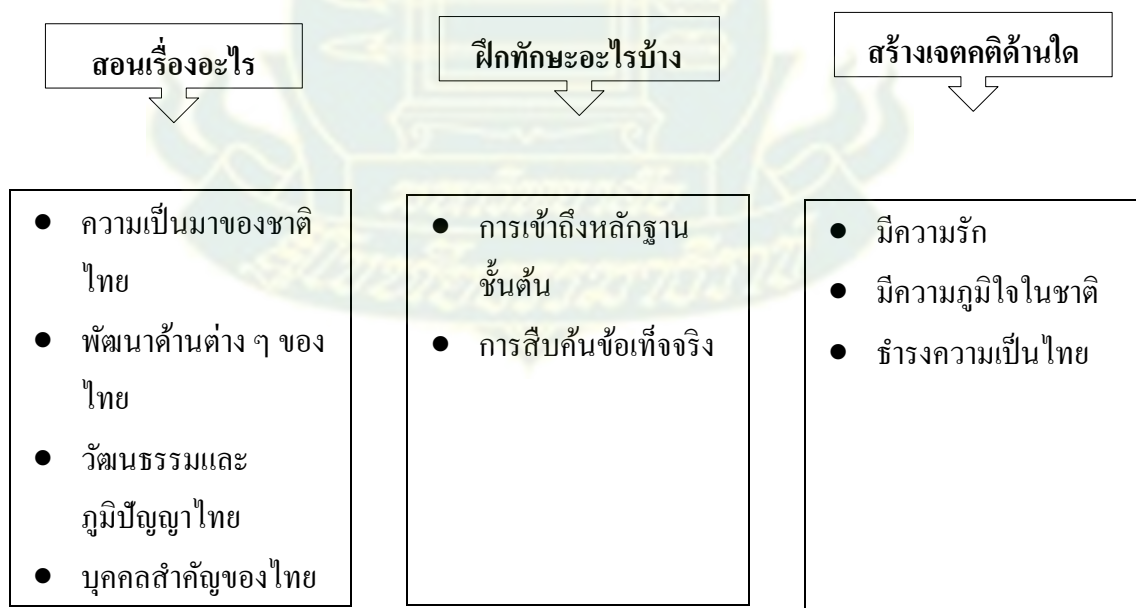 สอนเรื่องอะไร
ฝึกทักษะอะไรบ้าง
สร้างเจตคติด้านใด
● ความเป็นมาของชาติ
ไทย
● พัฒนาด้านต่าง ๆ ของ
ไทย
● วัฒนธรรมและ
ภูมิปัญญาไทย
● บุคคลสำคัญของไทย
● การเข้าถึงหลักฐาน
ชั้นต้น
● การสืบค้นข้อเท็จจริง
● มีความรัก
● มีความภูมิใจในชาติ
● ธำรงความเป็นไทย